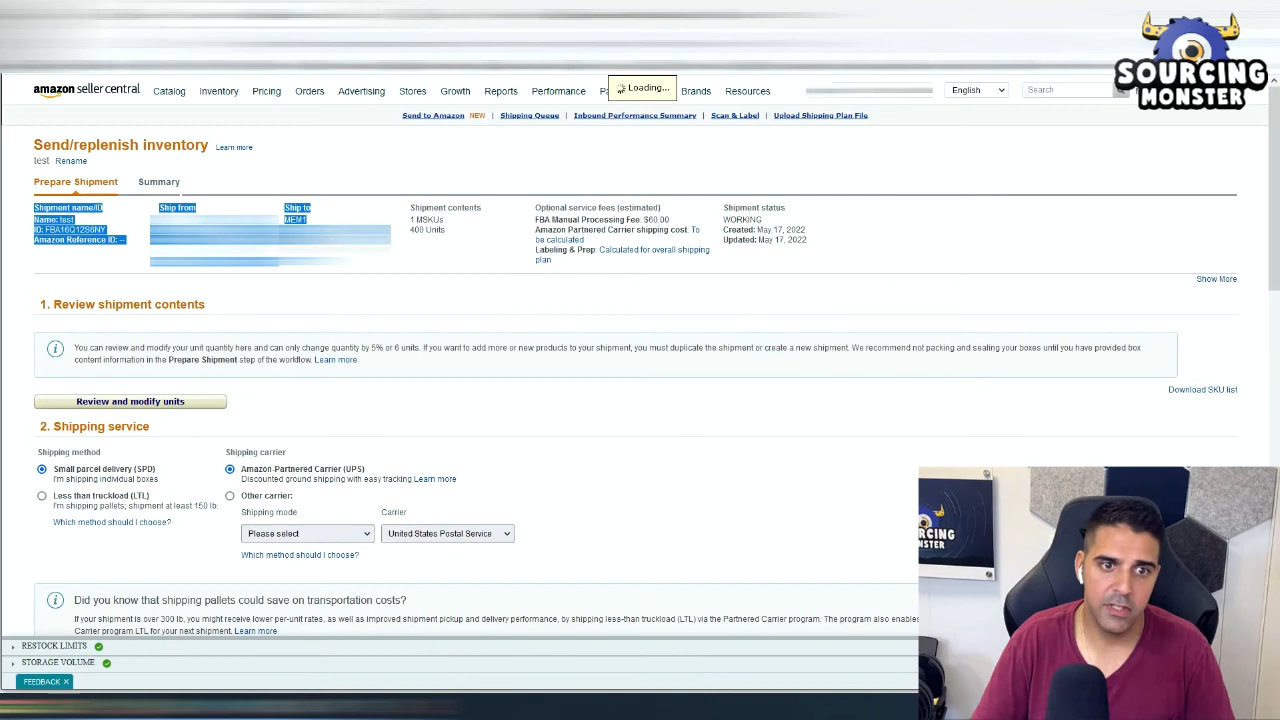 SOURCING
MONSTER
amazon seller central
Catalog
Inventory
Pricing
Orders
Advertising
Stores
Growth
Reports
Performance
Loading...
Brands
Resources
English
Search
Send to Amazon NEW | Shipping Queue | Inbound Performance Summary | Scan & Label | Upload Shipping Plan File
Send/replenish inventory Learn more
test Rename
Prepare Shipment
Summary
Shipment name/ID
Name: test
ID: FBA16Q12S6NY
Amazon Reference ID: --
Ship from
Ship to
MEM1
Shipment contents
1 MSKUs
400 Units
Optional service fees (estimated)
FBA Manual Processing Fee: $60.00
Amazon Partnered Carrier shipping cost: To
be calculated
Labeling & Prep: Calculated for overall shipping
plan
Shipment status
WORKING
Created: May 17, 2022
Updated: May 17, 2022
Show More
1. Review shipment contents
You can review and modify your unit quantity here and can only change quantity by 5% or 6 units. If you want to add more or new products to your shipment, you must duplicate the shipment or create a new shipment. We recommend not packing and sealing your boxes until you have provided box
content information in the Prepare Shipment step of the workflow. Learn more.
Download SKU list
Review and modify units
2. Shipping service
Shipping method
Small parcel delivery (SPD)
I'm shipping individual boxes
Less than truckload (LTL)
I'm shipping pallets; shipment at least 150 lb.
Which method should I choose?
Shipping carrier
Amazon-Partnered Carrier (UPS)
Discounted ground shipping with easy tracking Learn more
Other carrier:
Shipping mode
Carrier
Please select
United States Postal Service
Which method should I choose?
Did you know that shipping pallets could save on transportation costs?
If your shipment is over 300 lb, you might receive lower per-unit rates, as well as improved shipment pickup and delivery performance, by shipping less-than truckload (LTL) via the Partnered Carrier program. The program also enables
Carrier program LTL for your next shipment. Learn more.
RESTOCK LIMITS
STORAGE VOLUME
FEEDBACK